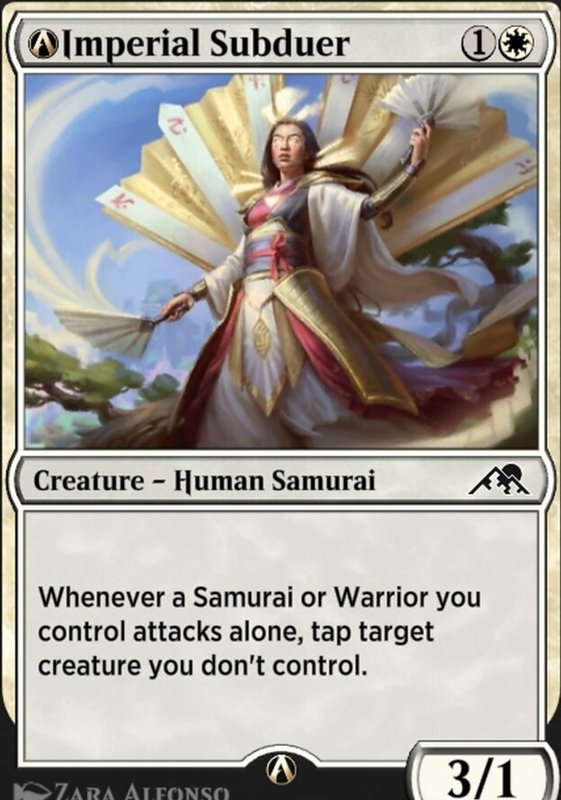 Imperial Subduer 1
Creature – Human Samurai
Whenever a Samurai or Warrior you
control attacks alone, tap target
creature you don't control.
3/1
Zara Alfonso